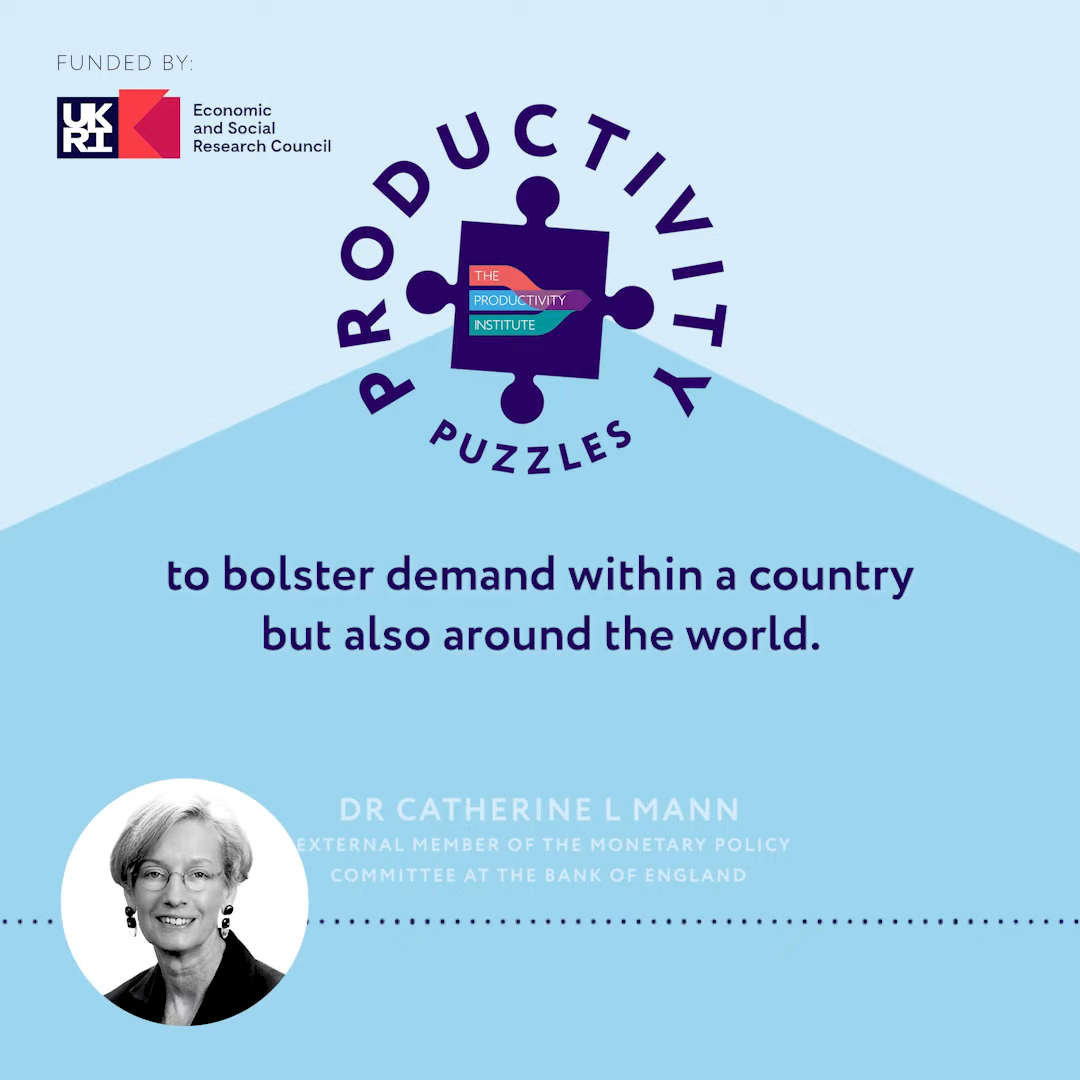 FUNDED BY:
UK
RI
Economic
and Social
Research Council
PRODUCTIVITY
THE
PRODUCTIVITY
INSTITUTE
PUZZLES
to bolster demand within a country
but also around the world.
DR CATHERINE L MANN
EXTERNAL MEMBER OF THE MONETARY POLICY
COMMITTEE AT THE BANK OF ENGLAND